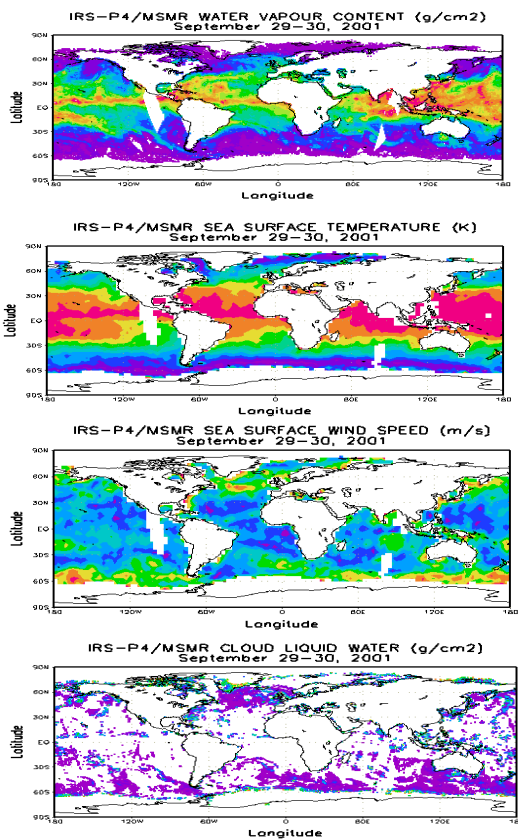 IRS-P4/MSMR WATER VAPOUR CONTENT (g/cm2)
September 29-30, 2001
90N
60N
30N
EQ
30S
60S
90S
Latitude
180 120W 60W 0 60E 120E 180
Longitude
IRS-P4/MSMR SEA SURFACE TEMPERATURE (K)
September 29-30, 2001
90N
60N
30N
EQ
30S
60S
90S
Latitude
180 120W 60W 0 60E 120E 180
Longitude
IRS-P4/MSMR SEA SURFACE WIND SPEED (m/s)
September 29-30, 2001
90N
60N
30N
EQ
30S
60S
90S
Latitude
180 120W 60W 0 60E 120E 180
Longitude
IRS-P4/MSMR CLOUD LIQUID WATER (g/cm2)
September 29-30, 2001
90N
60N
30N
EQ
30S
60S
90S
Latitude
180 120W 60W 0 60E 120E 180
Longitude